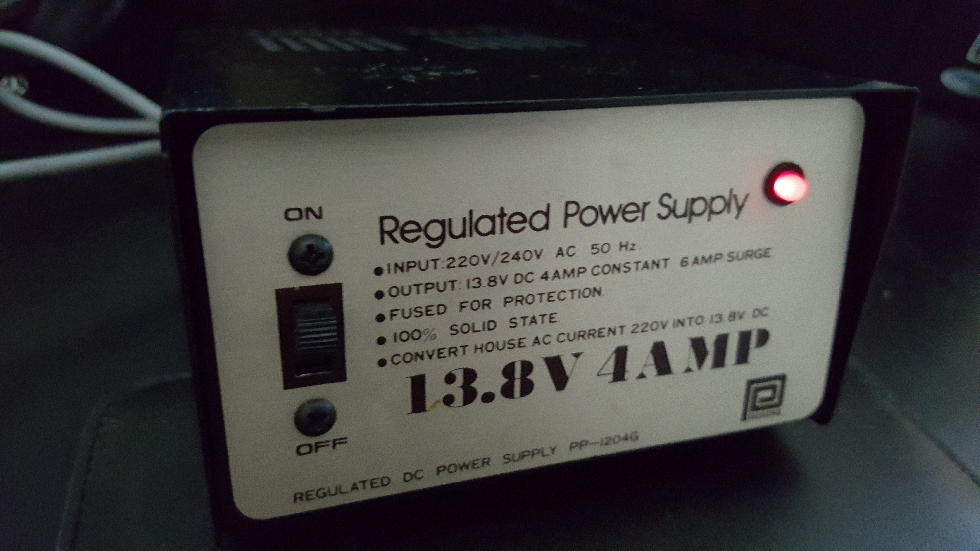 ON
Regulated Power Supply
●INPUT:220V/240V AC 50 Hz.
●OUTPUT: 13.8V DC 4AMP CONSTANT 6AMP SURGE
●FUSED FOR PROTECTION.
●100% SOLID STATE
●CONVERT HOUSE AC CURRENT 220V INTO 13.8V DC
13.8V 4AMP
OFF
REGULATED DC POWER SUPPLY PP-1204G